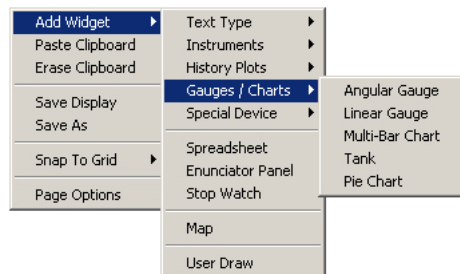 Add Widget
Paste Clipboard
Erase Clipboard
Save Display
Save As
Snap To Grid
Page Options
Text Type
Instruments
History Plots
Gauges / Charts
Special Device
Spreadsheet
Enunciator Panel
Stop Watch
Map
User Draw
Angular Gauge
Linear Gauge
Multi-Bar Chart
Tank
Pie Chart